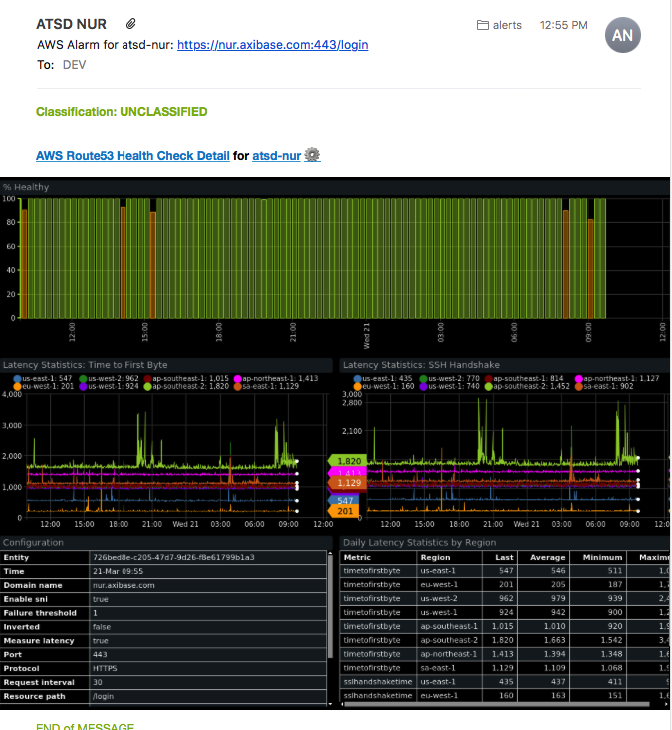 ATSD NUR
alerts 12:55 PM
AN
AWS Alarm for atsd-nur: https://nur.axibase.com:443/login
To: DEV
Classification: UNCLASSIFIED
AWS Route53 Health Check Detail for atsd-nur
% Healthy
100
80
60
40
20
0
12:00 15:00 18:00 21:00 Wed 21 03:00 06:00 09:00 12:00
Latency Statistics: Time to First Byte
us-east-1: 547 us-west-2: 962 ap-southeast-1: 1,015 ap-northeast-1: 1,413
eu-west-1: 201 us-west-1: 924 ap-southeast-2: 1,820 sa-east-1: 1,129
4,000
3,000
2,000
1,000
0
1,820
1,413
1,129
547
201
12:00 15:00 18:00 21:00 Wed 21 03:00 06:00 09:00 12:00
Latency Statistics: SSH Handshake
us-east-1: 435 us-west-2: 770 ap-southeast-1: 814 ap-northeast-1: 1,127
eu-west-1: 160 us-west-1: 740 ap-southeast-2: 1,452 sa-east-1: 902
3,000
2,800
2,100
0
12:00 15:00 18:00 21:00 Wed 21 03:00 06:00 09:00 12:0
Configuration
Entity 726bed8e-c205-47d7-9d26-f8e61799b1a3
Time 21-Mar 09:55
Domain name nur.axibase.com
Enable sni true
Failure threshold 1
Inverted false
Measure latency true
Port 443
Protocol HTTPS
Request interval 30
Resource path /login
Daily Latency Statistics by Region
Metric Region Last Average Minimum Maxim
timetofirstbyte us-east-1 547 546 511 1,0
timetofirstbyte eu-west-1 201 205 187 1,7
timetofirstbyte us-west-2 962 979 939 2,4
timetofirstbyte us-west-1 924 942 900 1,2
timetofirstbyte ap-southeast-1 1,015 1,010 920 1,9
timetofirstbyte ap-southeast-2 1,820 1,663 1,542 3,4
timetofirstbyte ap-northeast-1 1,413 1,394 1,348 1,6
timetofirstbyte sa-east-1 1,129 1,109 1,068 1,9
sslhandshaketime us-east-1 435 437 411
sslhandshaketime eu-west-1 160 163 151 1,6
END of MESSAGE